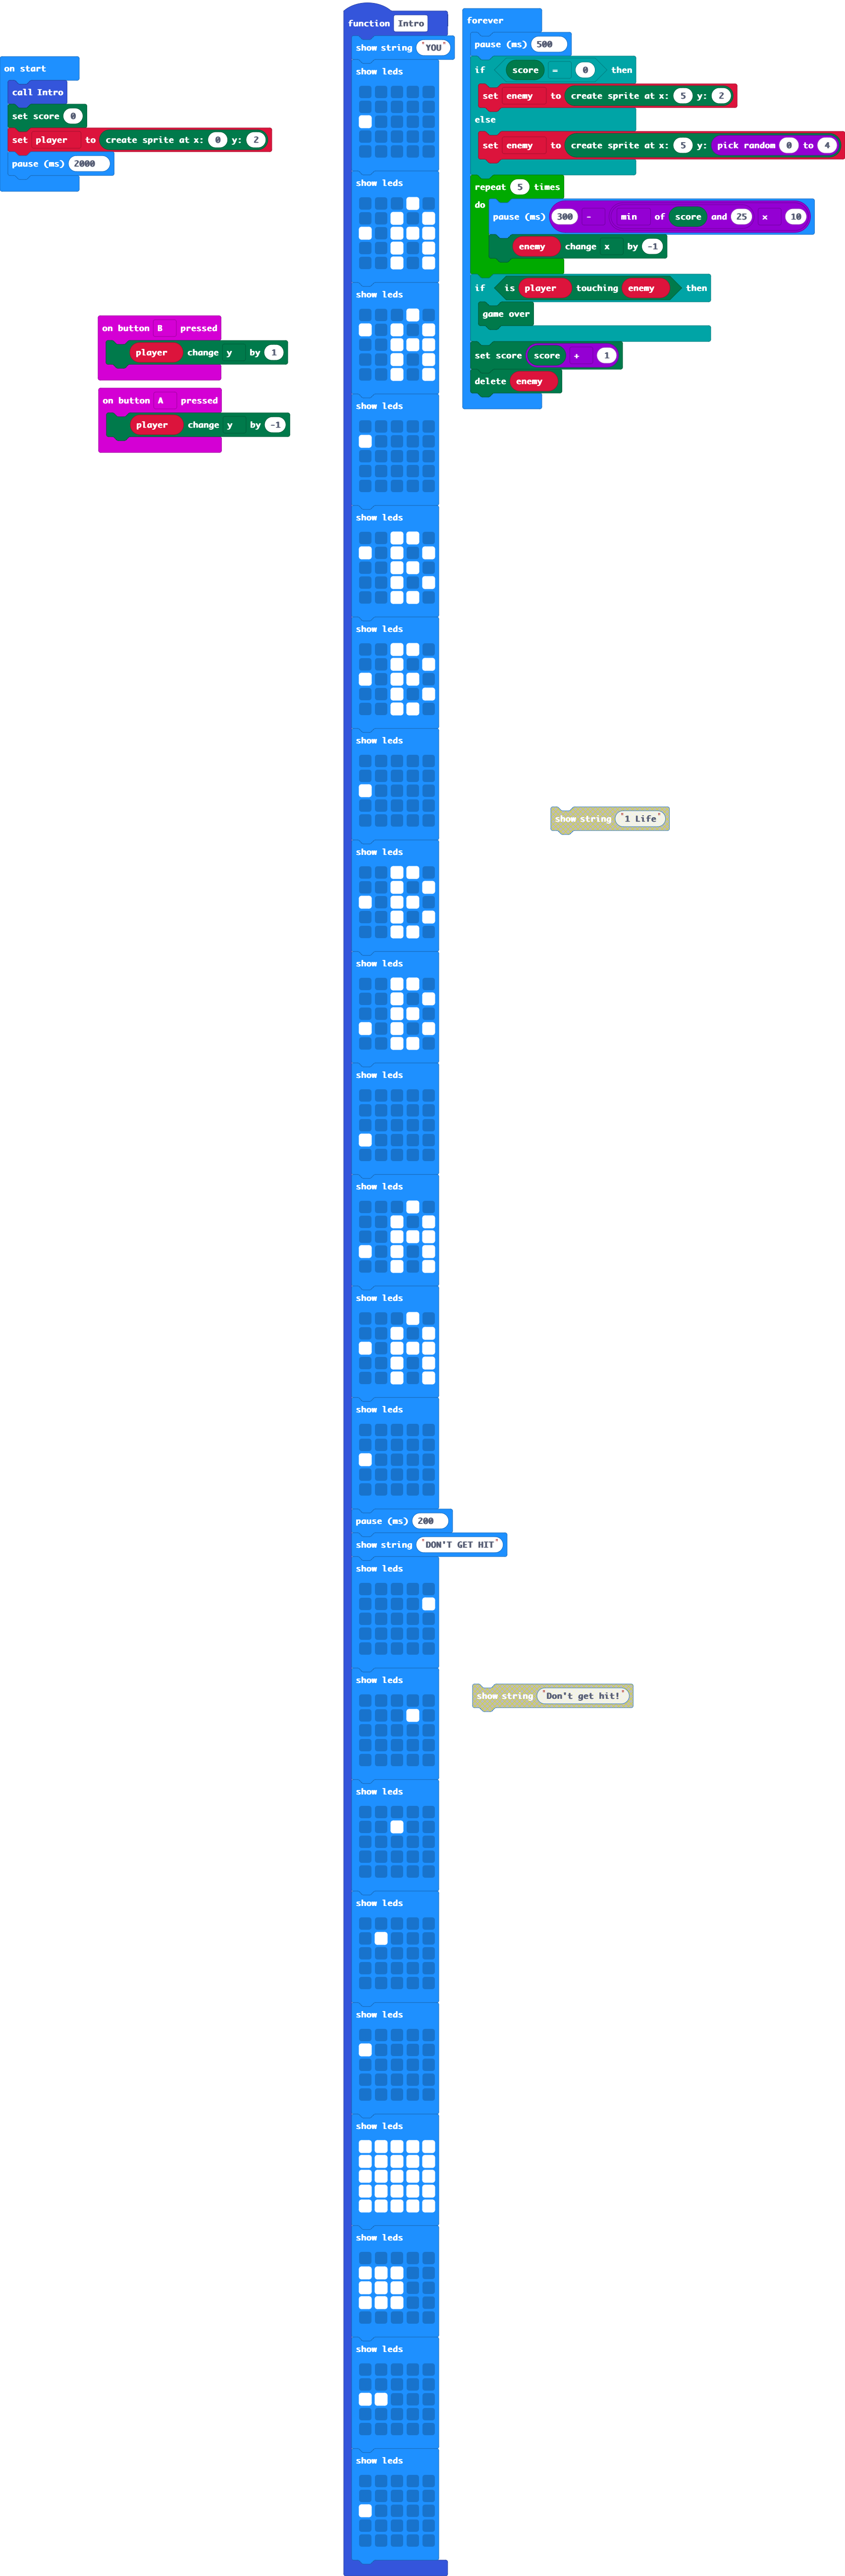 on start
call Intro
set score 0
set player to create sprite at x: 0 y: 2
pause (ms) 2000
on button B pressed
player change y by 1
on button A pressed
player change y by -1
function Intro
show string "YOU"
show leds
show leds
show leds
show leds
show leds
show leds
show leds
show leds
show leds
show leds
show leds
show leds
show leds
pause (ms) 200
show string "DON'T GET HIT"
show leds
show leds
show leds
show leds
show leds
show leds
show leds
show leds
show leds
forever
pause (ms) 500
if score = 0 then
set enemy to create sprite at x: 5 y: 2
else
set enemy to create sprite at x: 5 y: pick random 0 to 4
repeat 5 times
do pause (ms) 300 - min of score and 25 × 10
enemy change x by -1
if is player touching enemy then
game over
set score score + 1
delete enemy
show string "1 Life"
show string "Don't get hit!"